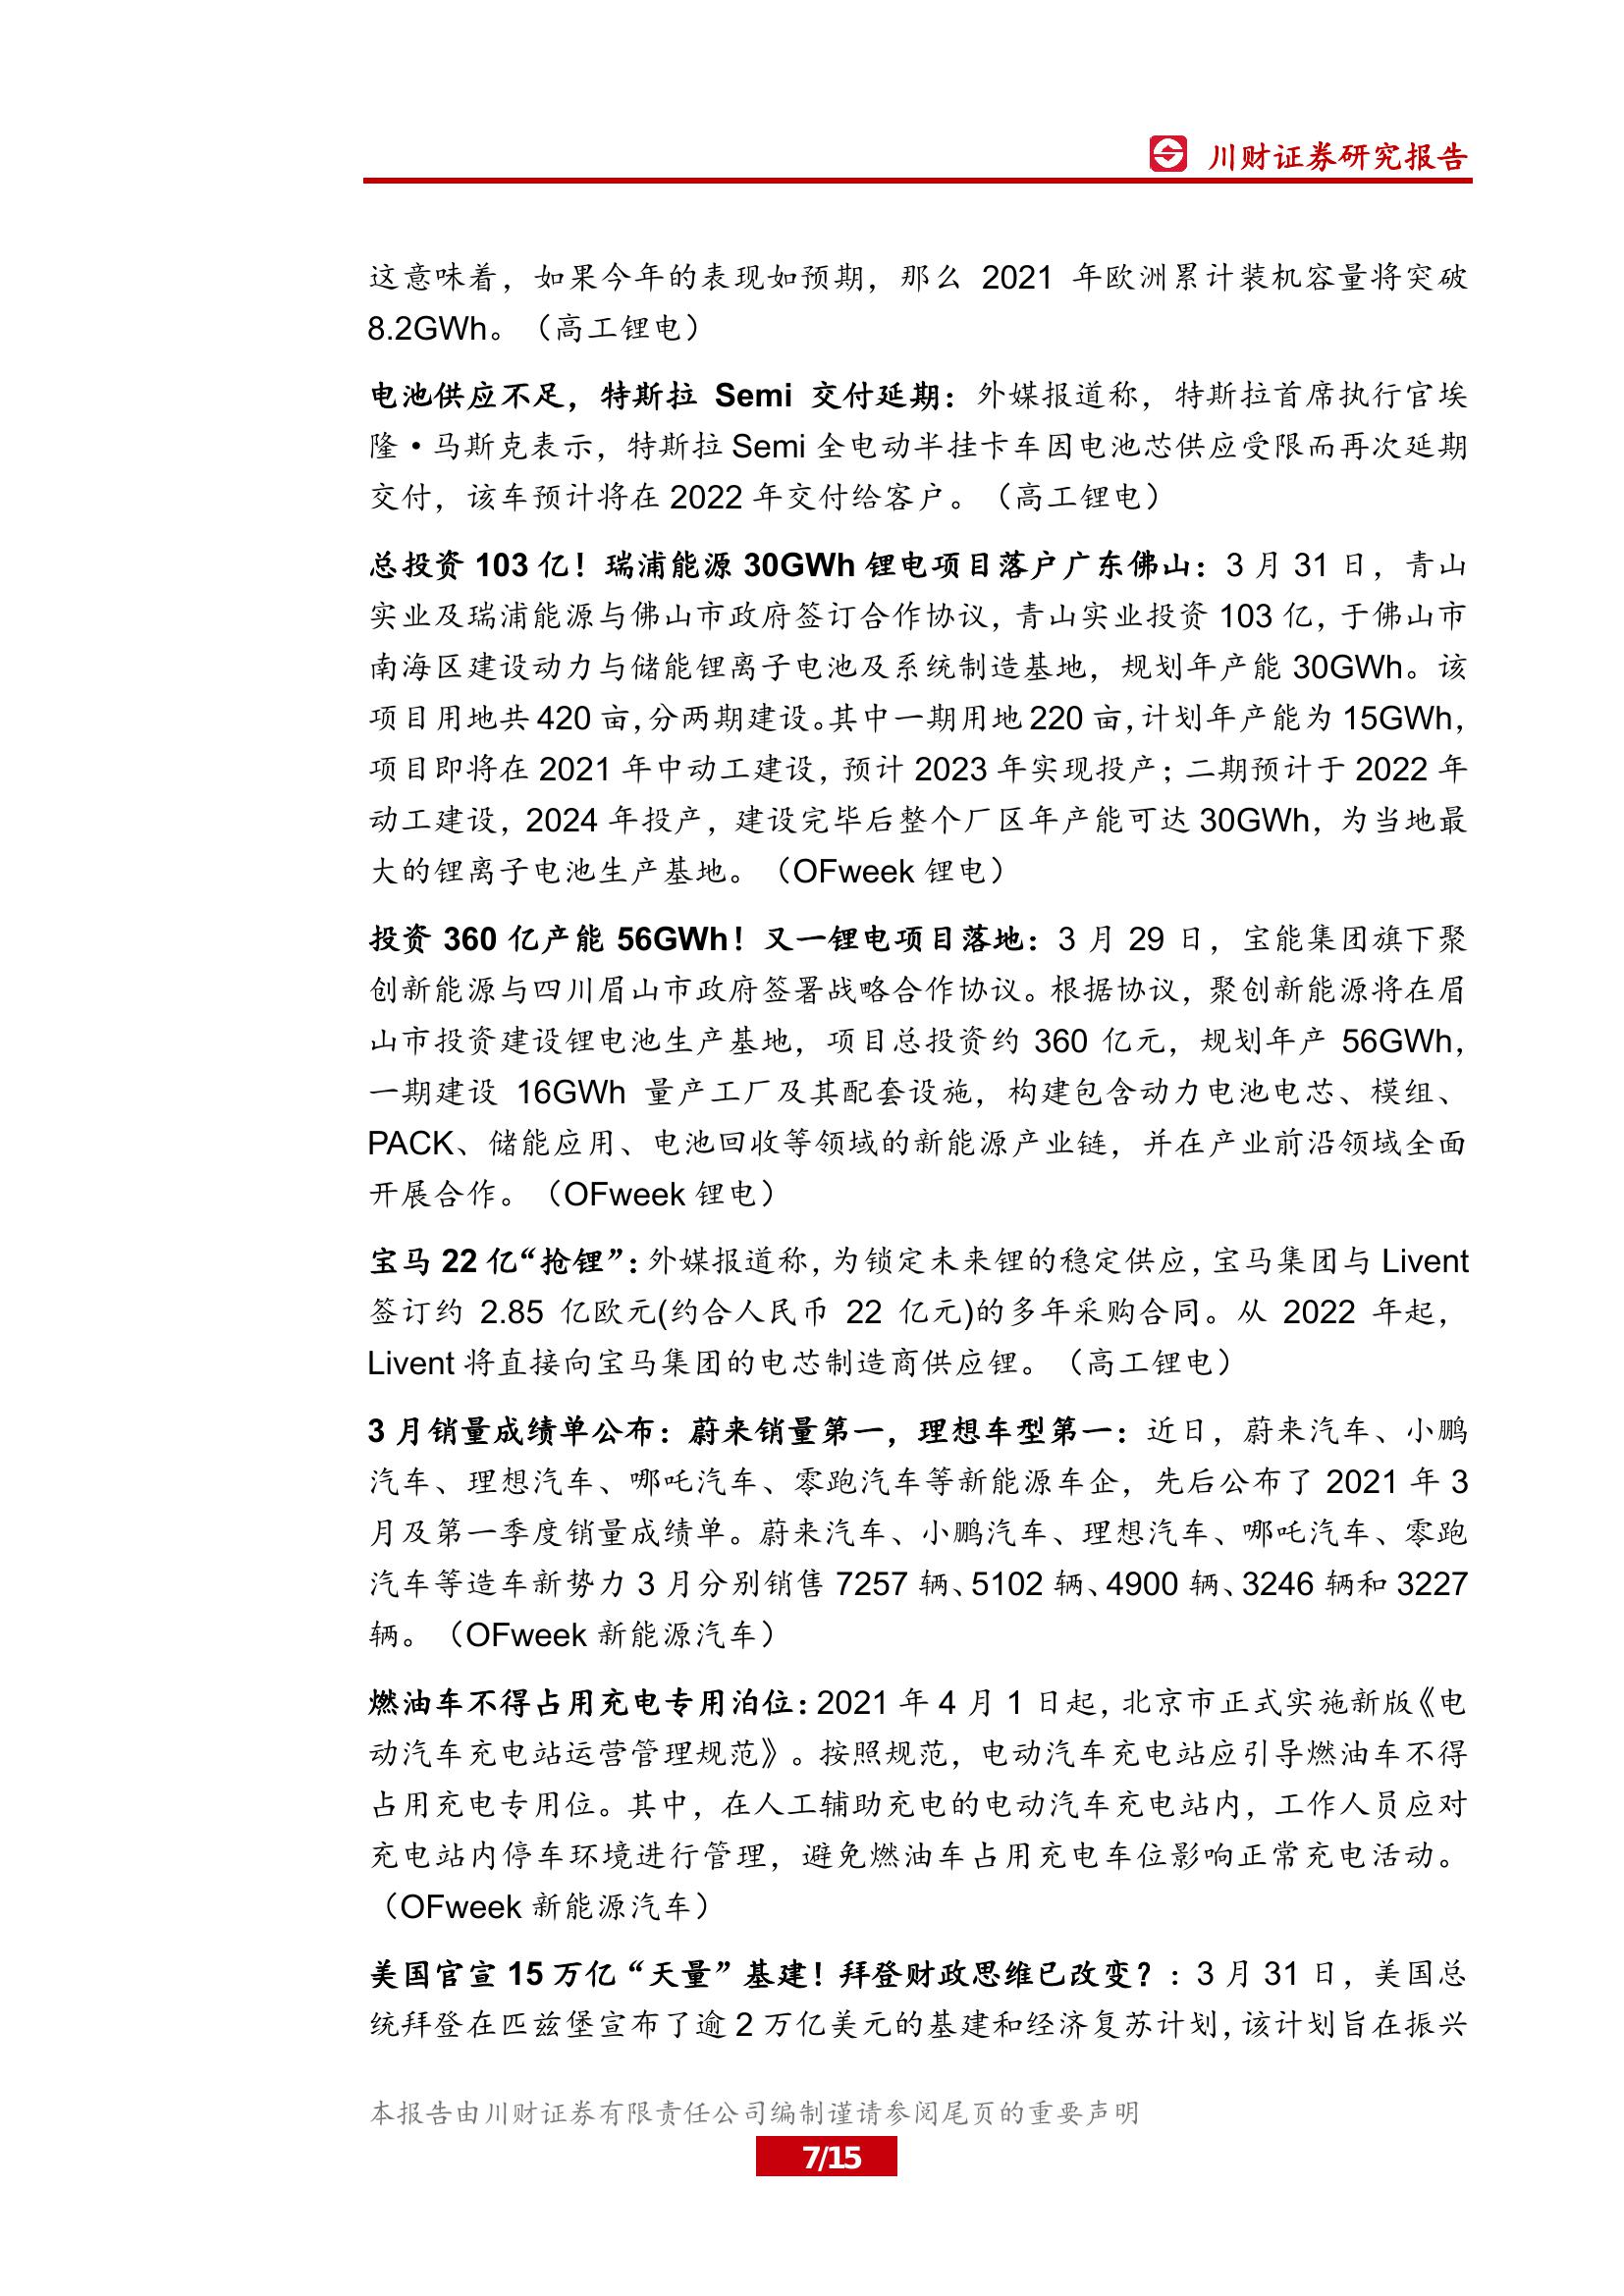 川财证券研究报告
这意味着，如果今年的表现如预期，那么 2021 年欧洲累计装机容量将突破
8.2GWh。（高工锂电）
电池供应不足，特斯拉 Semi 交付延期：外媒报道称，特斯拉首席执行官埃
隆·马斯克表示，特斯拉 Semi 全电动半挂卡车因电池芯供应受限而再次延期
交付，该车预计将在 2022 年交付给客户。（高工锂电）
总投资 103 亿！瑞浦能源 30GWh 锂电项目落户广东佛山：3 月 31 日，青山
实业及瑞浦能源与佛山市政府签订合作协议，青山实业投资 103 亿，于佛山市
南海区建设动力与储能锂离子电池及系统制造基地，规划年产能 30GWh。该
项目用地共 420 亩，分两期建设。其中一期用地 220 亩，计划年产能为 15GWh，
项目即将在 2021 年中动工建设，预计 2023 年实现投产；二期预计于 2022 年
动工建设，2024 年投产，建设完毕后整个厂区年产能可达 30GWh，为当地最
大的锂离子电池生产基地。（OFweek 锂电）
投资 360 亿产能 56GWh！又一锂电项目落地：3 月 29 日，宝能集团旗下聚
创新能源与四川眉山市政府签署战略合作协议。根据协议，聚创新能源将在眉
山市投资建设锂电池生产基地，项目总投资约 360 亿元，规划年产 56GWh，
一期建设 16GWh 量产工厂及其配套设施，构建包含动力电池电芯、模组、
PACK、储能应用、电池回收等领域的新能源产业链，并在产业前沿领域全面
开展合作。（OFweek 锂电）
宝马 22 亿“抢锂”：外媒报道称，为锁定未来锂的稳定供应，宝马集团与 Livent
签订约 2.85 亿欧元(约合人民币 22 亿元)的多年采购合同。从 2022 年起，
Livent 将直接向宝马集团的电芯制造商供应锂。（高工锂电）
3 月销量成绩单公布：蔚来销量第一，理想车型第一：近日，蔚来汽车、小鹏
汽车、理想汽车、哪吒汽车、零跑汽车等新能源车企，先后公布了 2021 年 3
月及第一季度销量成绩单。蔚来汽车、小鹏汽车、理想汽车、哪吒汽车、零跑
汽车等造车新势力 3 月分别销售 7257 辆、5102 辆、4900 辆、3246 辆和 3227
辆。（OFweek 新能源汽车）
燃油车不得占用充电专用泊位：2021 年 4 月 1 日起，北京市正式实施新版《电
动汽车充电站运营管理规范》。按照规范，电动汽车充电站应引导燃油车不得
占用充电专用位。其中，在人工辅助充电的电动汽车充电站内，工作人员应对
充电站内停车环境进行管理，避免燃油车占用充电车位影响正常充电活动。
（OFweek 新能源汽车）
美国官宣 15 万亿“天量”基建！拜登财政思维已改变？：3 月 31 日，美国总
统拜登在匹兹堡宣布了逾 2 万亿美元的基建和经济复苏计划，该计划旨在振兴
本报告由川财证券有限责任公司编制谨请参阅尾页的重要声明
7/15